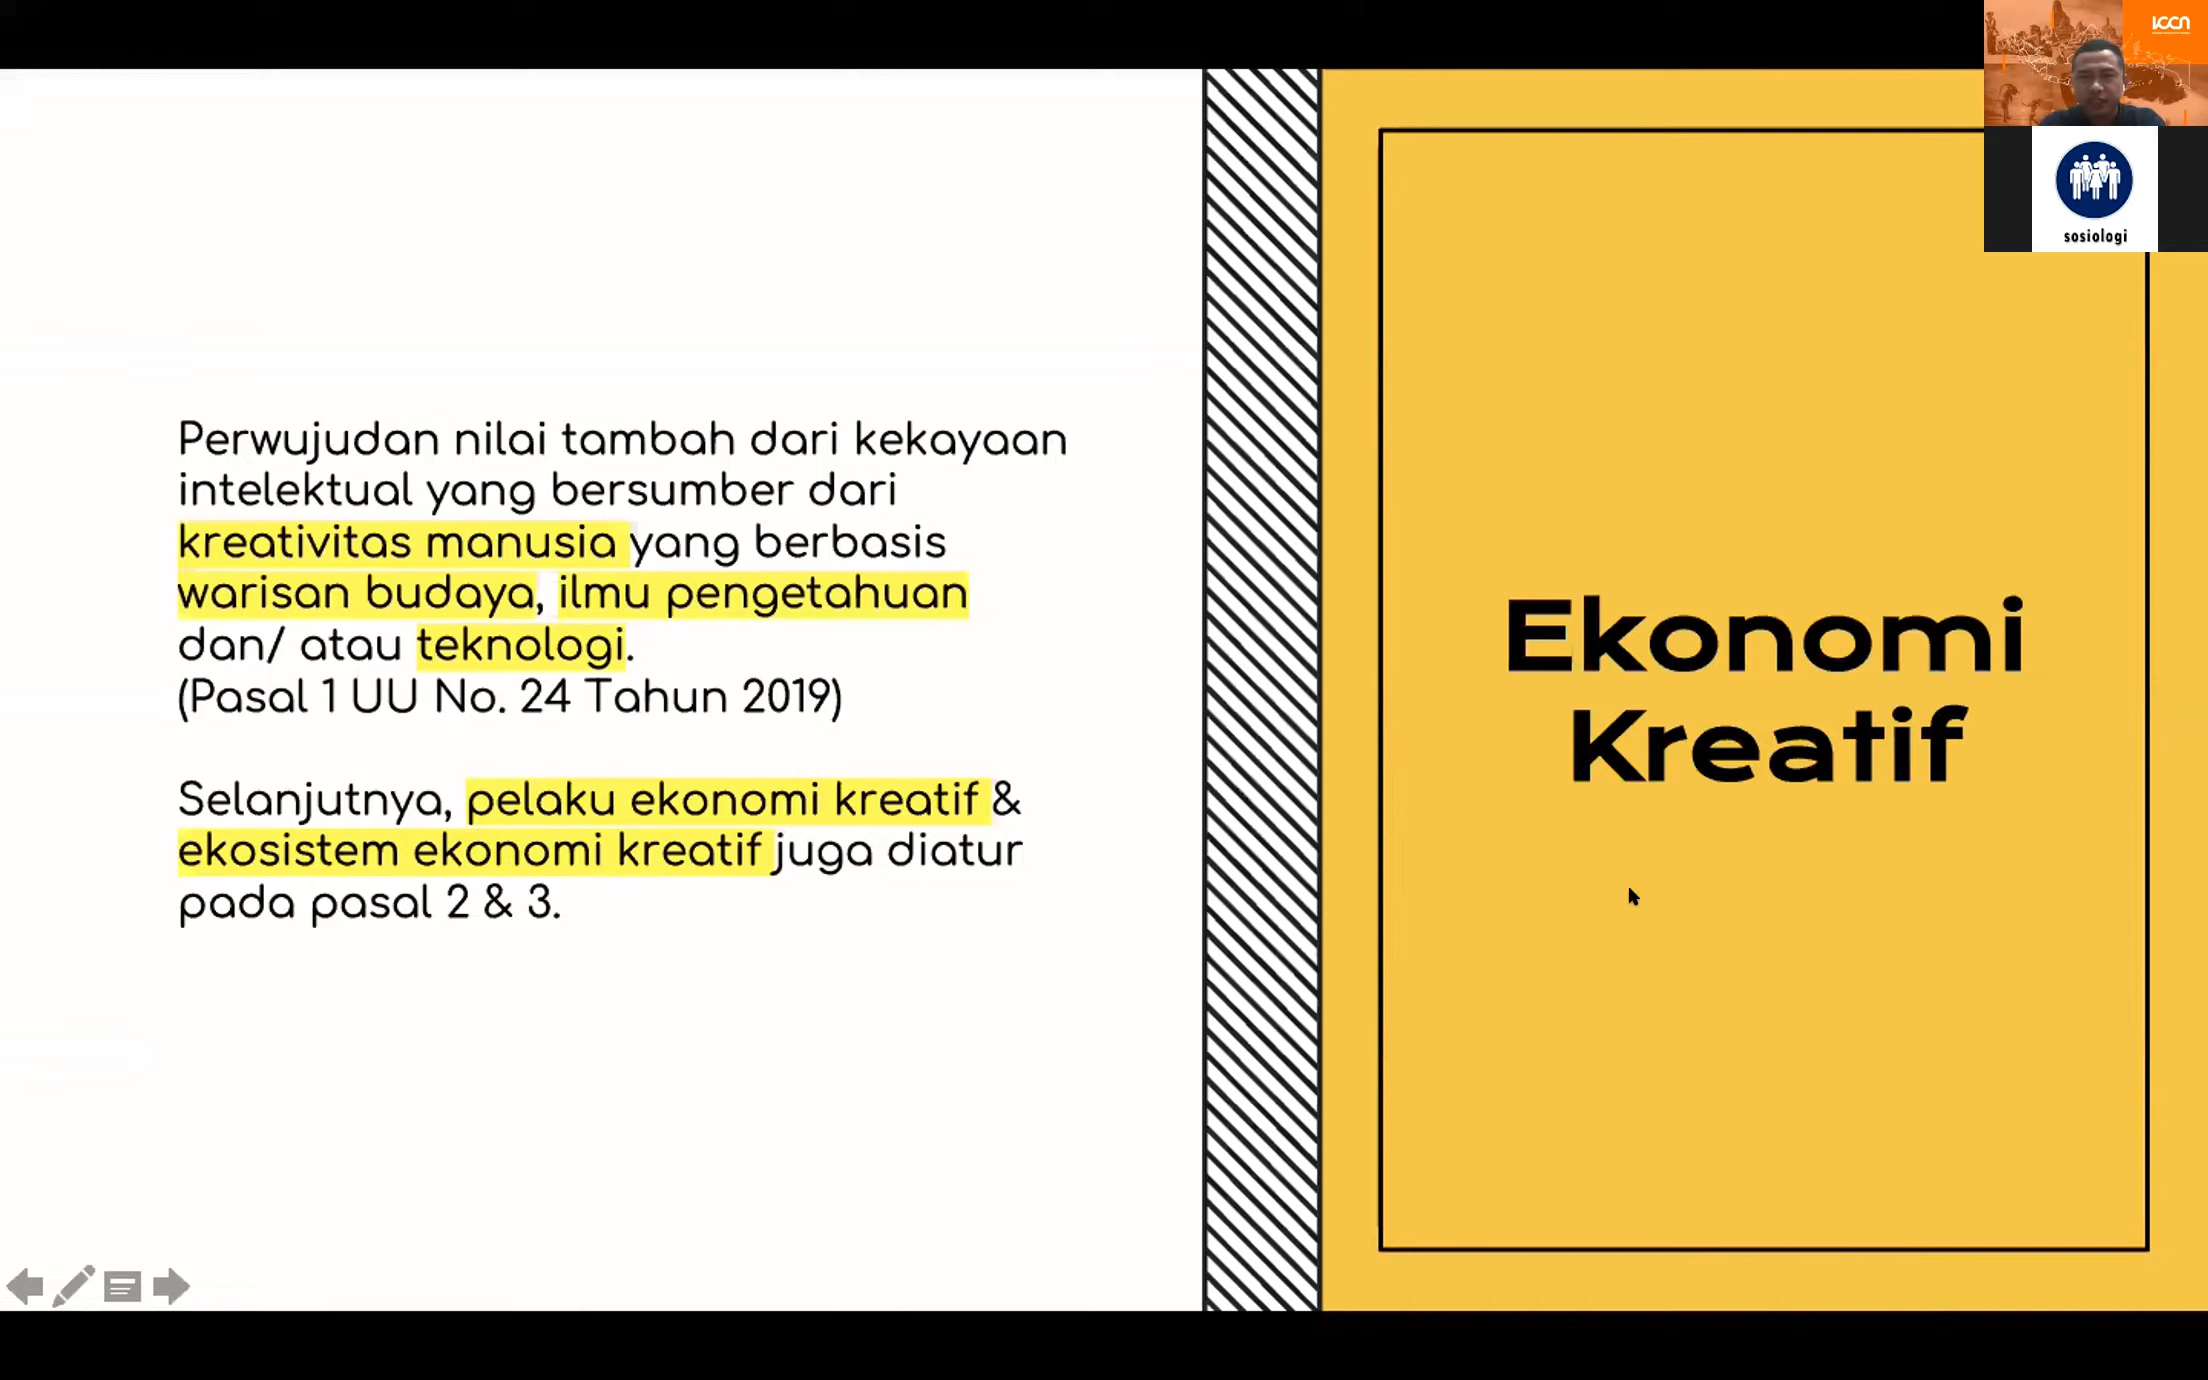 Perwujudan nilai tambah dari kekayaan
intelektual yang bersumber dari
kreativitas manusia yang berbasis
warisan budaya, ilmu pengetahuan
dan/ atau teknologi.
(Pasal 1 UU No. 24 Tahun 2019)
Selanjutnya, pelaku ekonomi kreatif &
ekosistem ekonomi kreatif juga diatur
pada pasal 2 & 3.
Ekonomi
Kreatif
ICCN
sosiologi